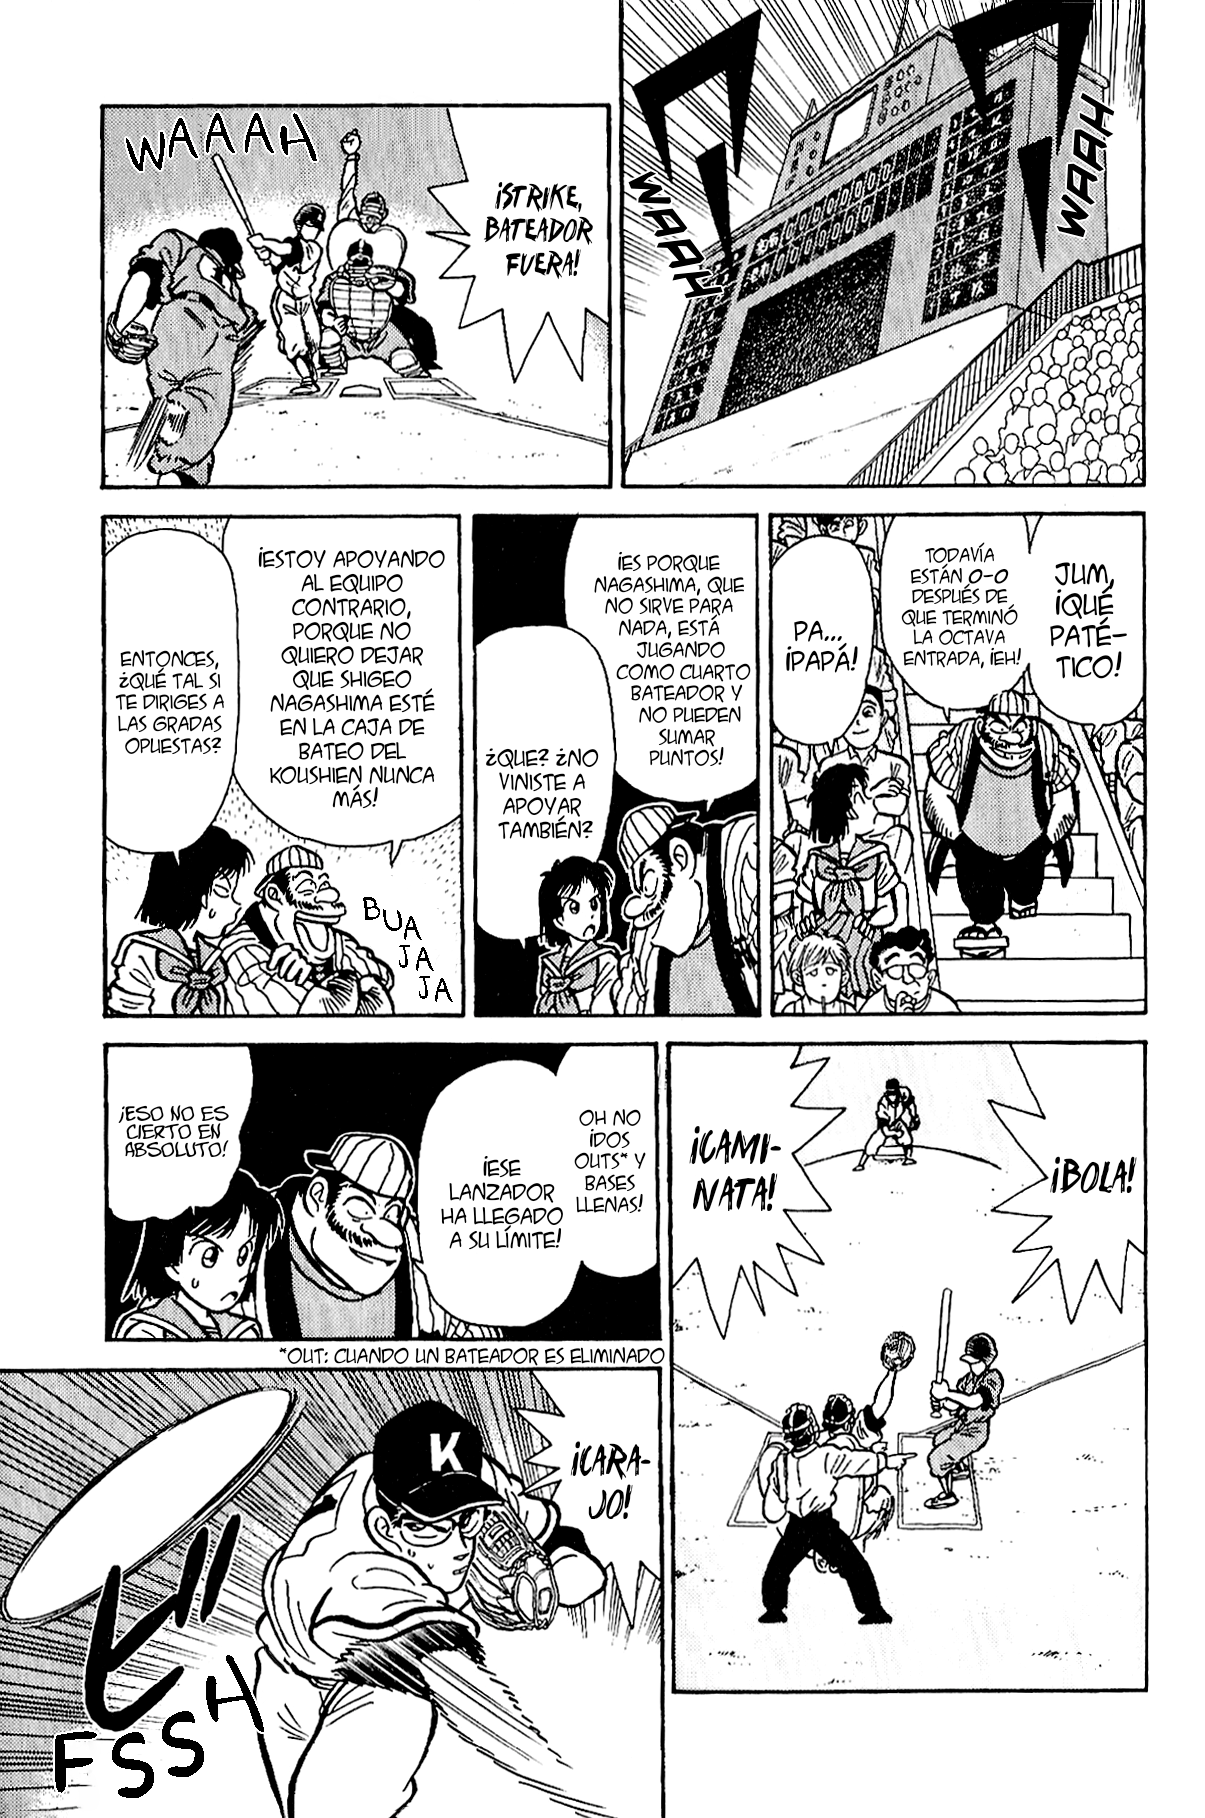 WAAH
WAAH
WAAAH
¡STRIKE,
BATEADOR
FUERA!
JUM,
¡QUÉ
PATÉ-
TICO!
TODAVÍA
ESTÁN 0-0
DESPUÉS DE
QUE TERMINÓ
LA OCTAVA
ENTRADA, ¡EH!
PA...
¡PAPÁ!
¡ES PORQUE
NAGASHIMA, QUE
NO SIRVE PARA
NADA, ESTÁ
JUGANDO
COMO CUARTO
BATEADOR Y
NO PUEDEN
SUMAR
PUNTOS!
¿QUE? ¿NO
VINISTE A
APOYAR
TAMBIÉN?
¡ESTOY APOYANDO
AL EQUIPO
CONTRARIO,
PORQUE NO
QUIERO DEJAR
QUE SHIGEO
NAGASHIMA ESTÉ
EN LA CAJA DE
BATEO DEL
KOUSHIEN NUNCA
MÁS!
ENTONCES,
¿QUÉ TAL SI
TE DIRIGES A
LAS GRADAS
OPUESTAS?
BUA
JA
JA
¡BOLA!
¡CAMI-
NATA!
OH NO
¡DOS
OUTS* Y
BASES
LLENAS!
¡ESE
LANZADOR
HA LLEGADO
A SU LÍMITE!
¡ESO NO ES
CIERTO EN
ABSOLUTO!
*OUT: CUANDO UN BATEADOR ES ELIMINADO
¡CARA-
JO!
K
ビ
FSSH